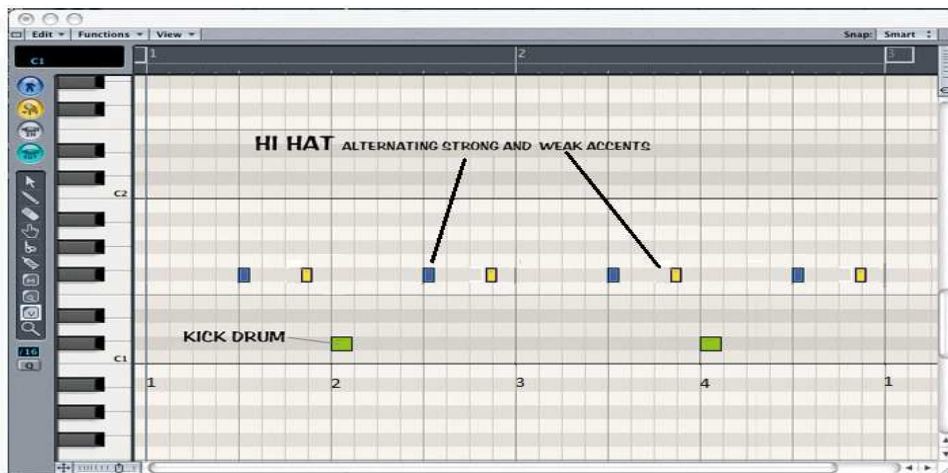 Edit Functions View Snap: Smart
C1 1 2 3
HI HAT ALTERNATING STRONG AND WEAK ACCENTS
C2
KICK DRUM
C1
/16
Q
1 2 3 4 1